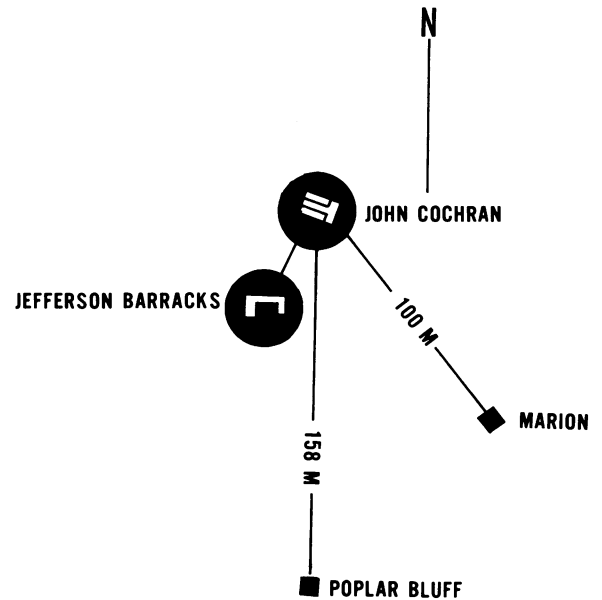 N
JOHN COCHRAN
JEFFERSON BARRACKS
100 M
MARION
158 M
POPLAR BLUFF